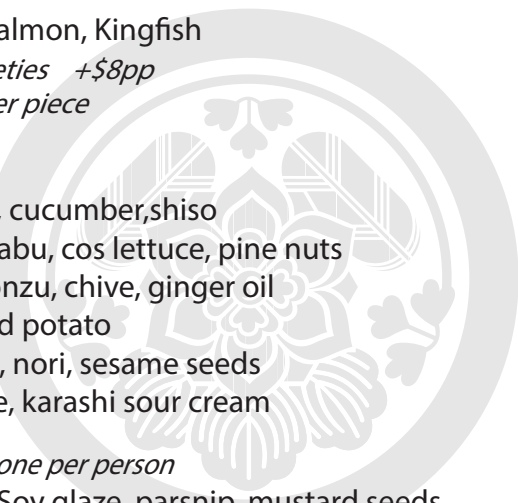 almon, Kingfish
eties +$8pp
er piece
, cucumber,shiso
abu, cos lettuce, pine nuts
onzu, chive, ginger oil
d potato
, nori, sesame seeds
e, karashi sour cream
one per person
Soy glaze, parsnip, mustard seeds